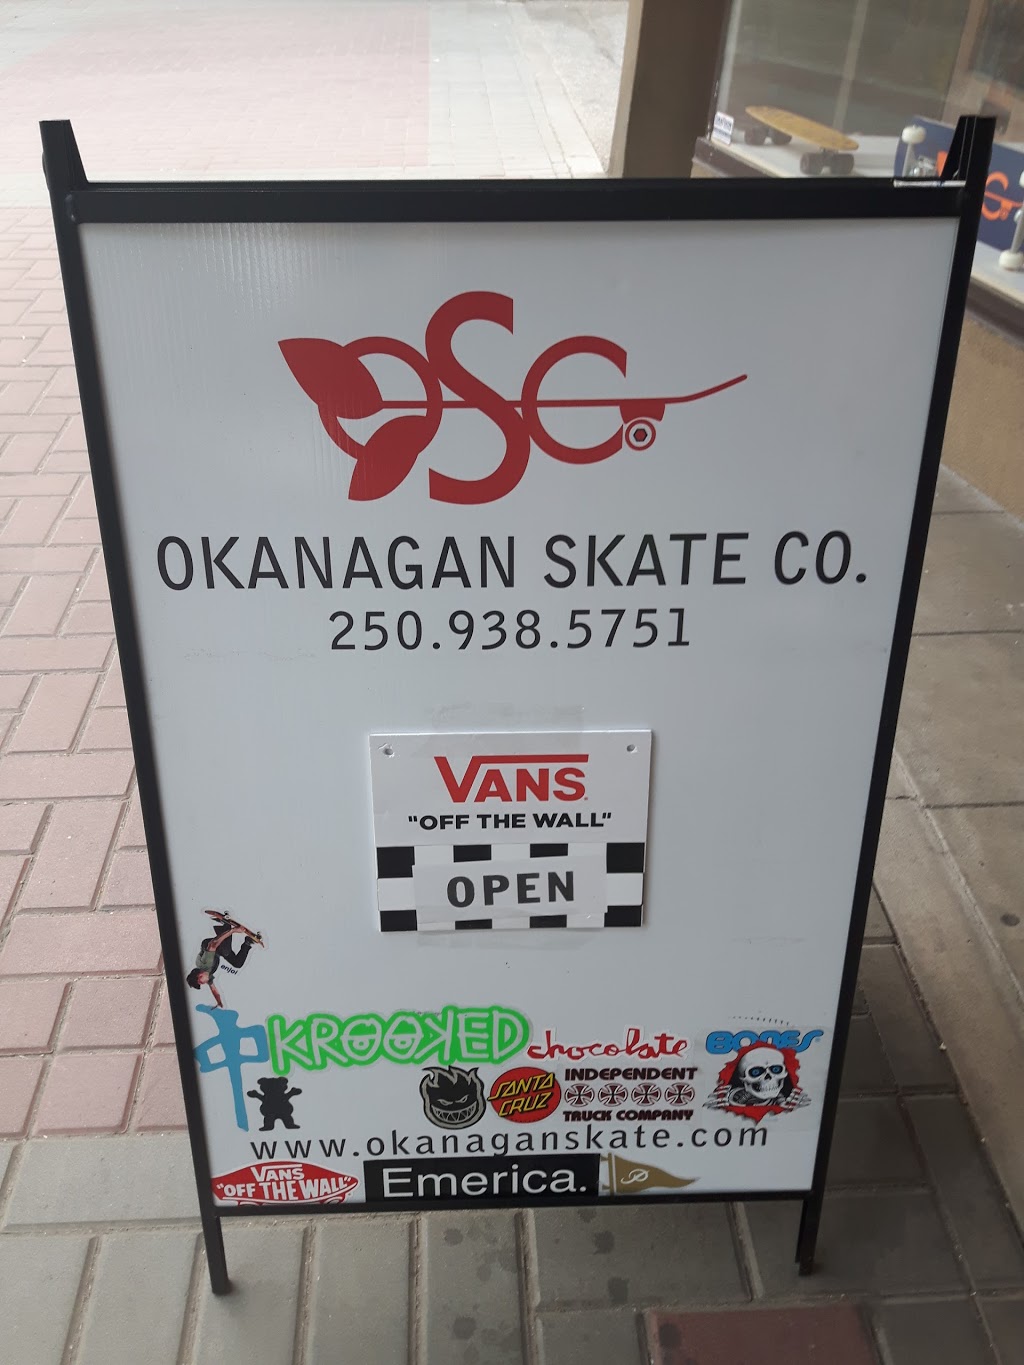 OSC
OKANAGAN SKATE CO.
250.938.5751
VANS
"OFF THE WALL"
OPEN
enjoi
KROOKED
chocolate
BONES
SANTA
CRUZ
INDEPENDENT
TRUCK COMPANY
www.okanaganskate.com
VANS
"OFF THE WALL"
Emerica.